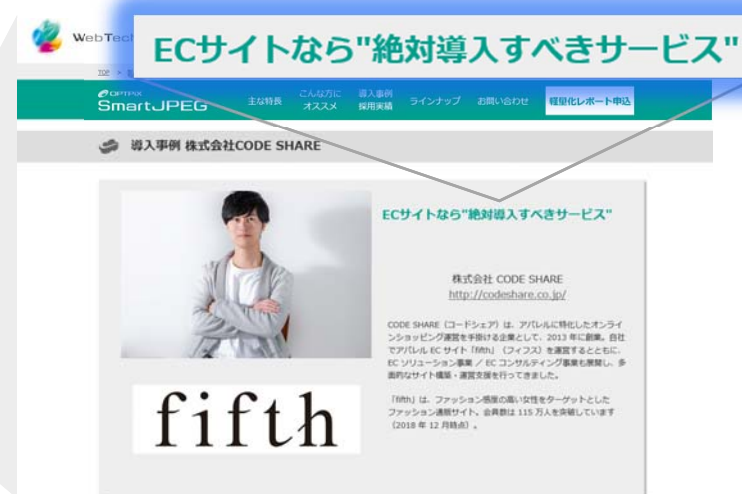 WebTech
ECサイトなら"絶対導入すべきサービス"
TOP >
OPTPiX
SmartJPEG
主な特長
こんな方に
オススメ
導入事例
採用実績
ラインナップ
お問い合わせ
軽量化レポート申込
導入事例 株式会社CODE SHARE
ECサイトなら"絶対導入すべきサービス"
株式会社 CODE SHARE
http://codeshare.co.jp/
CODE SHARE（コードシェア）は、アパレルに特化したオンライ
ンショッピング運営を手掛ける企業として、2013 年に創業。自社
でアパレル EC サイト「fifth」（フィフス）を運営するとともに、
EC ソリューション事業 ／ EC コンサルティング事業も展開し、多
面的なサイト構築・運営支援を行ってきました。
「fifth」は、ファッション感度の高い女性をターゲットとした
ファッション通販サイト。会員数は 115 万人を突破しています
（2018 年 12 月時点）。
fifth